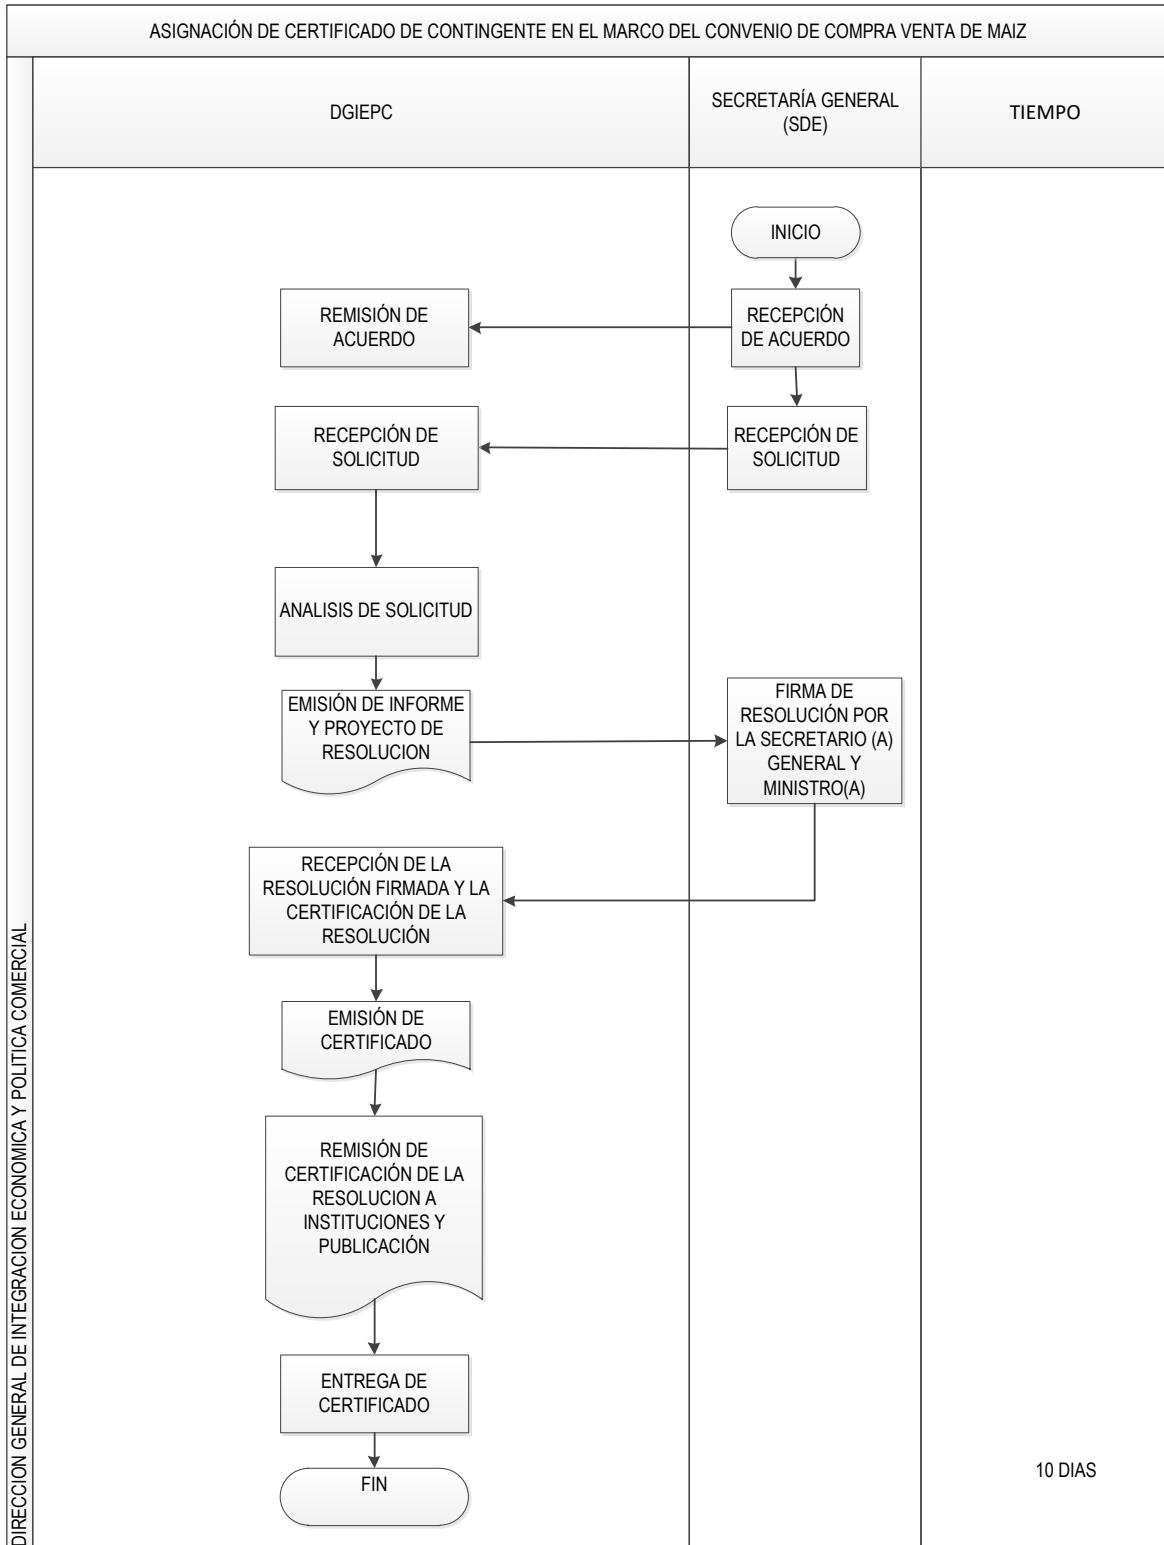 ASIGNACIÓN DE CERTIFICADO DE CONTINGENTE EN EL MARCO DEL CONVENIO DE COMPRA VENTA DE MAIZ
DGIEPC
SECRETARÍA GENERAL
(SDE)
TIEMPO
INICIO
REMISIÓN DE
ACUERDO
RECEPCIÓN
DE ACUERDO
RECEPCIÓN DE
SOLICITUD
RECEPCIÓN DE
SOLICITUD
ANALISIS DE SOLICITUD
EMISIÓN DE INFORME
Y PROYECTO DE
RESOLUCION
FIRMA DE
RESOLUCIÓN POR
LA SECRETARIO (A)
GENERAL Y
MINISTRO(A)
RECEPCIÓN DE LA
RESOLUCIÓN FIRMADA Y LA
CERTIFICACIÓN DE LA
RESOLUCIÓN
EMISIÓN DE
CERTIFICADO
REMISIÓN DE
CERTIFICACIÓN DE LA
RESOLUCION A
INSTITUCIONES Y
PUBLICACIÓN
ENTREGA DE
CERTIFICADO
FIN
10 DIAS
DIRECCION GENERAL DE INTEGRACION ECONOMICA Y POLITICA COMERCIAL